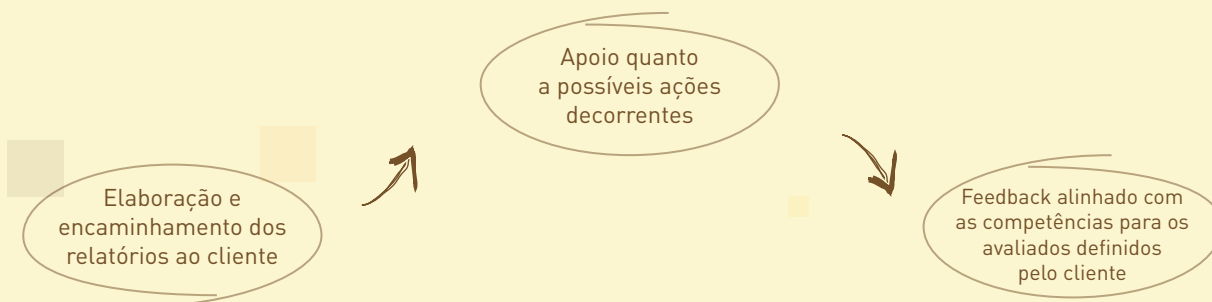 Elaboração e
encaminhamento dos
relatórios ao cliente
Apoio quanto
a possíveis ações
decorrentes
Feedback alinhado com
as competências para os
avaliados definidos
pelo cliente